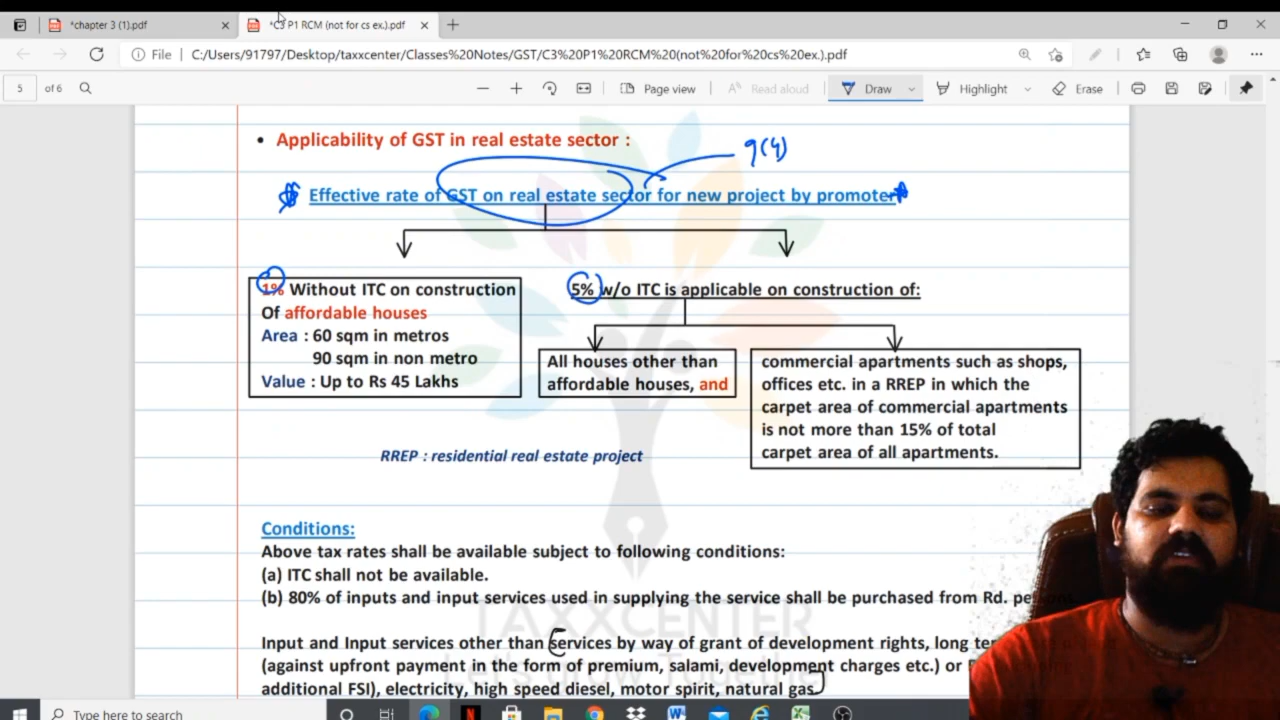 *chapter 3 (1).pdf
*C3 P1 RCM (not for cs ex.).pdf
File C:/Users/91797/Desktop/taxxcenter/Classes%20Notes/GST/C3%20P1%20RCM%20(not%20for%20cs%20ex.).pdf
5 of 6 Page view Read aloud Draw Highlight Erase
• Applicability of GST in real estate sector :
9(4)
Effective rate of GST on real estate sector for new project by promoter
1% Without ITC on construction
Of affordable houses
Area : 60 sqm in metros
90 sqm in non metro
Value : Up to Rs 45 Lakhs
5% w/o ITC is applicable on construction of:
All houses other than
affordable houses, and
commercial apartments such as shops,
offices etc. in a RREP in which the
carpet area of commercial apartments
is not more than 15% of total
carpet area of all apartments.
RREP : residential real estate project
Conditions:
Above tax rates shall be available subject to following conditions:
(a) ITC shall not be available.
(b) 80% of inputs and input services used in supplying the service shall be purchased from Rd.
TAXXCENTER
Input and Input services other than services by way of grant of development rights, long
Let's Grow Together
(against upfront payment in the form of premium, salami, development charges etc.) or
additional FSI), electricity, high speed diesel, motor spirit, natural gas
Type here to search